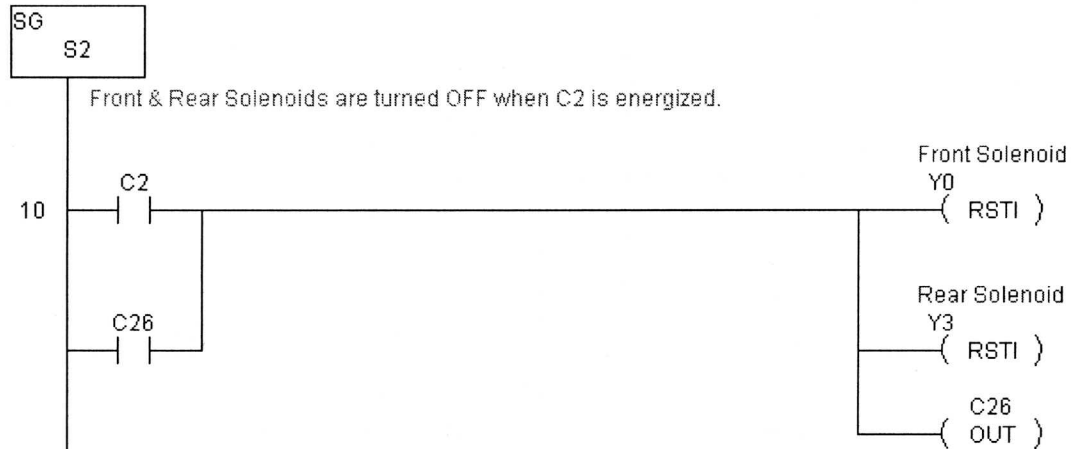 SG
S2
Front & Rear Solenoids are turned OFF when C2 is energized.
Front Solenoid
C2
Y0
10
( RSTI )
Rear Solenoid
C26
Y3
( RSTI )
C26
( OUT )